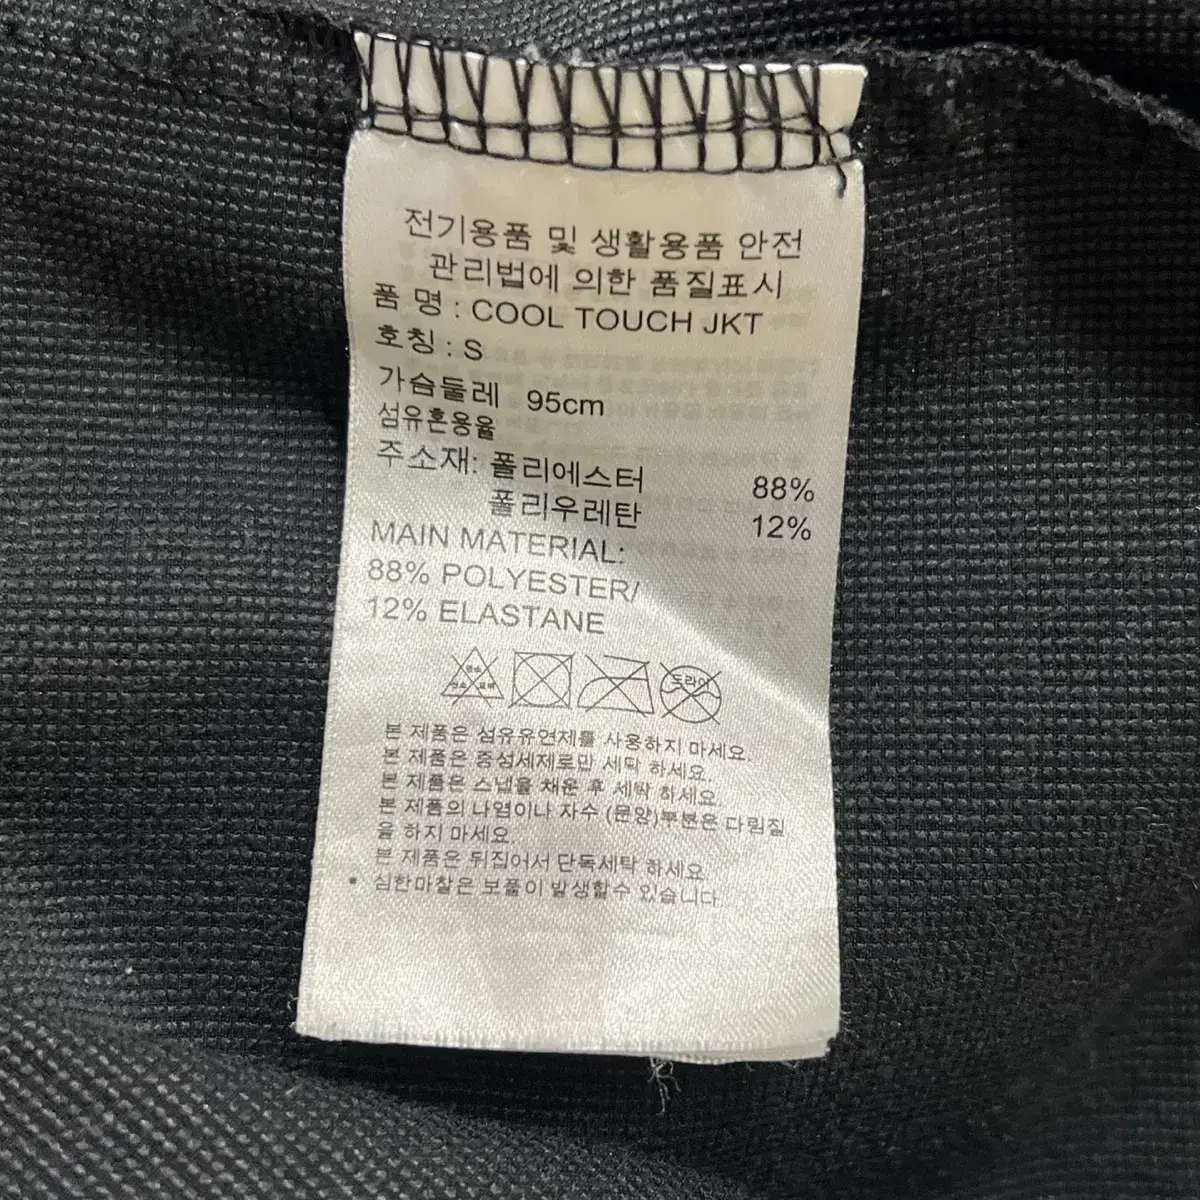 전기용품 및 생활용품 안전
관리법에 의한 품질표시
품 명 : COOL TOUCH JKT
호칭 : S
가슴둘레 95cm
섬유혼용율
주소재: 폴리에스터 88%
폴리우레탄 12%
MAIN MATERIAL:
88% POLYESTER/
12% ELASTANE
드라이
본 제품은 섬유유연제를 사용하지 마세요.
본 제품은 중성세제로만 세탁 하세요.
본 제품은 스냅을 채운 후 세탁 하세요.
본 제품의 나염이나 자수 (문양)부분은 다림질
을 하지 마세요.
본 제품은 뒤집어서 단독세탁 하세요
• 심한마찰은 보풀이 발생할수 있습니다.